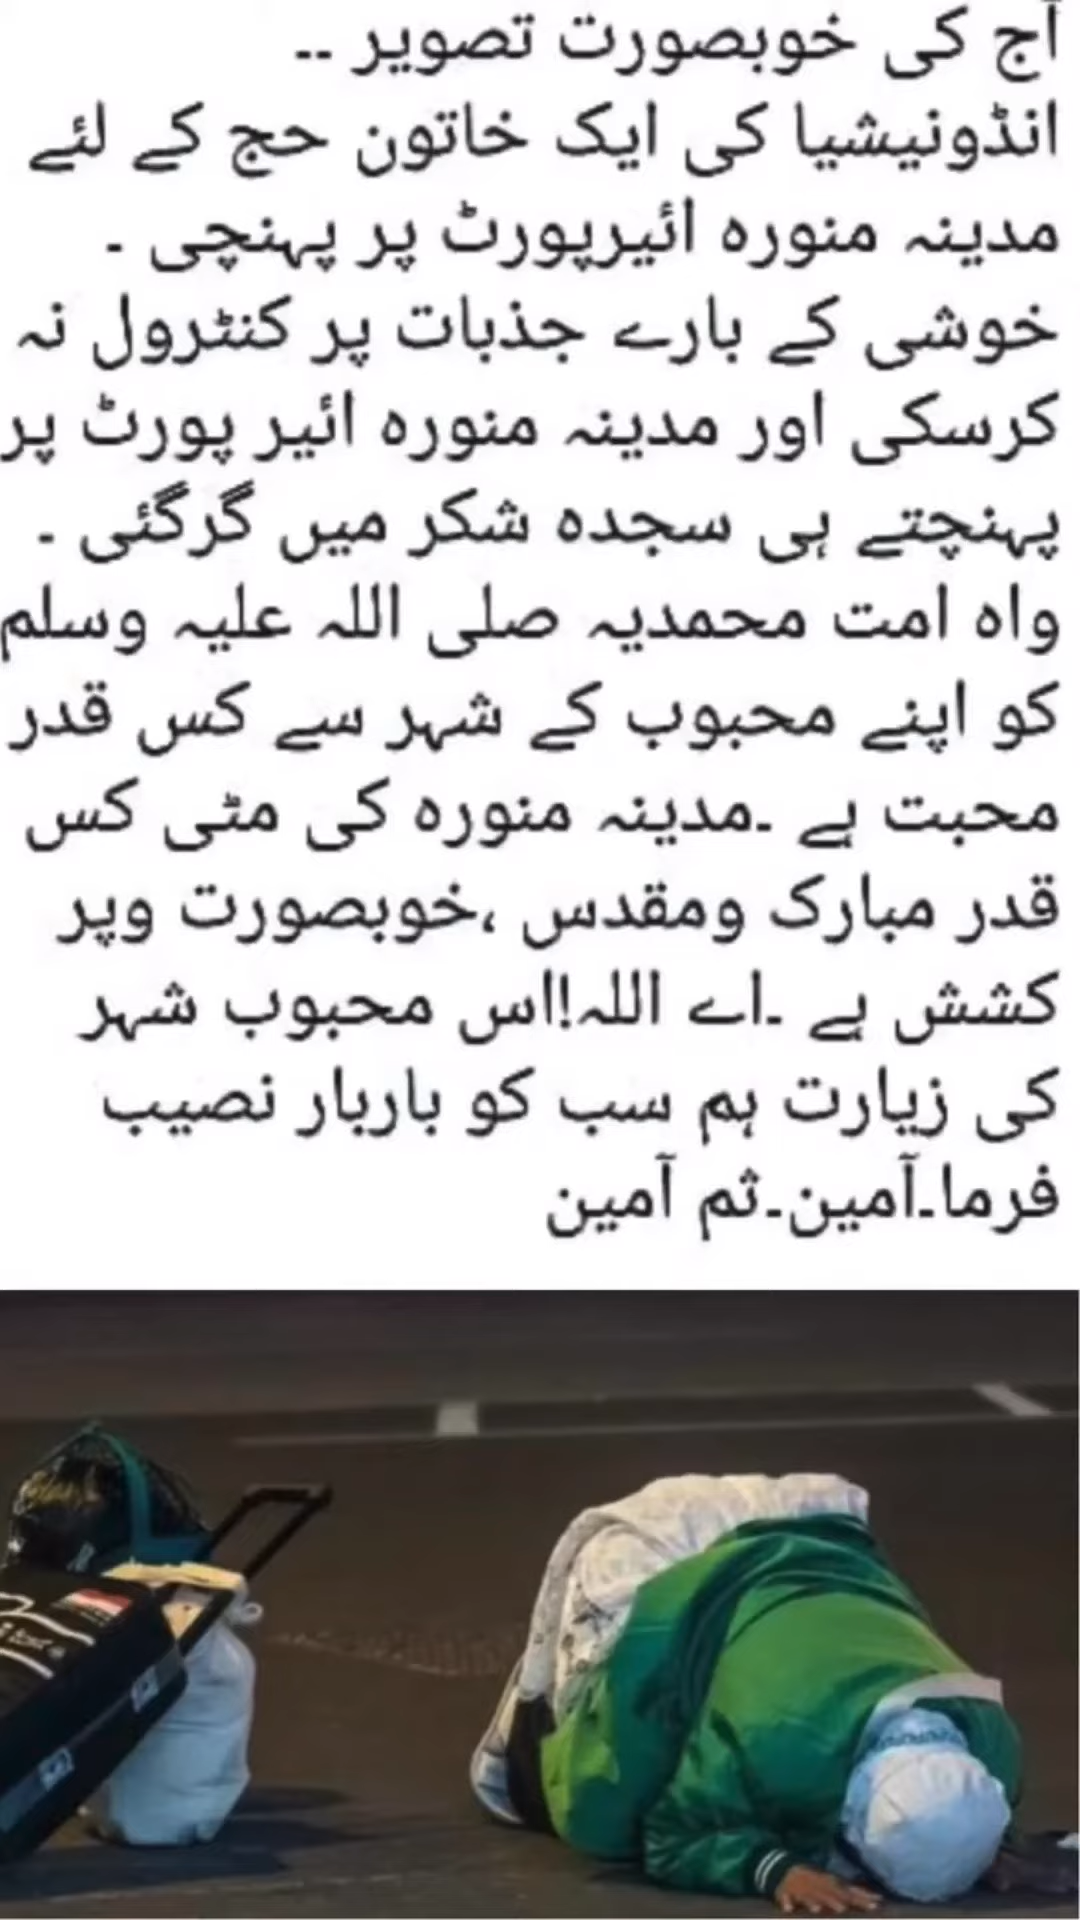 آج کی خوبصورت تصویر --
انڈونیشیا کی ایک خاتون حج کے لئے
مدینہ منورہ ائیرپورٹ پر پہنچی ۔
خوشی کے بارے جذبات پر کنٹرول نہ
کرسکی اور مدینہ منورہ ائیر پورٹ پر
پہنچتے ہی سجدہ شکر میں گرگئی ۔
واہ امت محمدیہ صلی اللہ علیہ وسلم
کو اپنے محبوب کے شہر سے کس قدر
محبت ہے ۔مدینہ منورہ کی مٹی کس
قدر مبارک ومقدس ،خوبصورت وپر
کشش ہے ۔اے اللہ!اس محبوب شہر
کی زیارت ہم سب کو باربار نصیب
فرما۔آمین۔ثم آمین